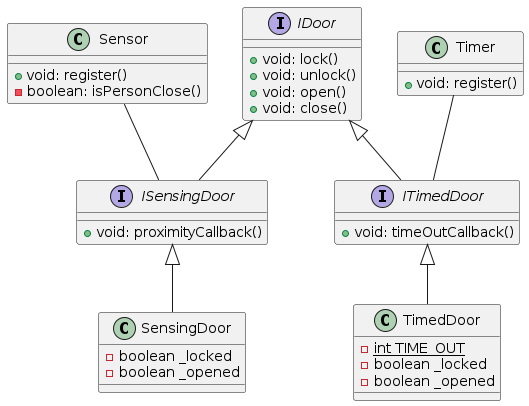 C Sensor
void: register()
boolean: isPersonClose()
I IDoor
void: lock()
void: unlock()
void: open()
void: close()
C Timer
void: register()
I ISensingDoor
void: proximityCallback()
I ITimedDoor
void: timeOutCallback()
C SensingDoor
boolean _locked
boolean _opened
C TimedDoor
int TIME_OUT
boolean _locked
boolean _opened